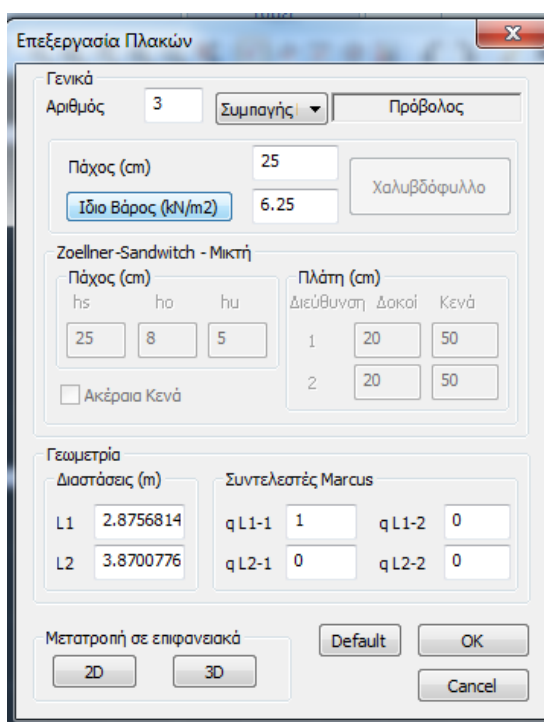 Επεξεργασία Πλακών
Γενικά
Αριθμός 3 Συμπαγής Πρόβολος
Πάχος (cm) 25
Ιδιο Βάρος (kN/m2) 6.25 Χαλυβδόφυλλο
Zoellner-Sandwitch - Μικτή
Πάχος (cm) Πλάτη (cm)
hs ho hu Διεύθυνση Δοκοί Κενά
25 8 5 1 20 50
2 20 50
Ακέραια Κενά
Γεωμετρία
Διαστάσεις (m) Συντελεστές Marcus
L1 2.8756814 q L1-1 1 q L1-2 0
L2 3.8700776 q L2-1 0 q L2-2 0
Μετατροπή σε επιφανειακά Default OK
2D 3D Cancel